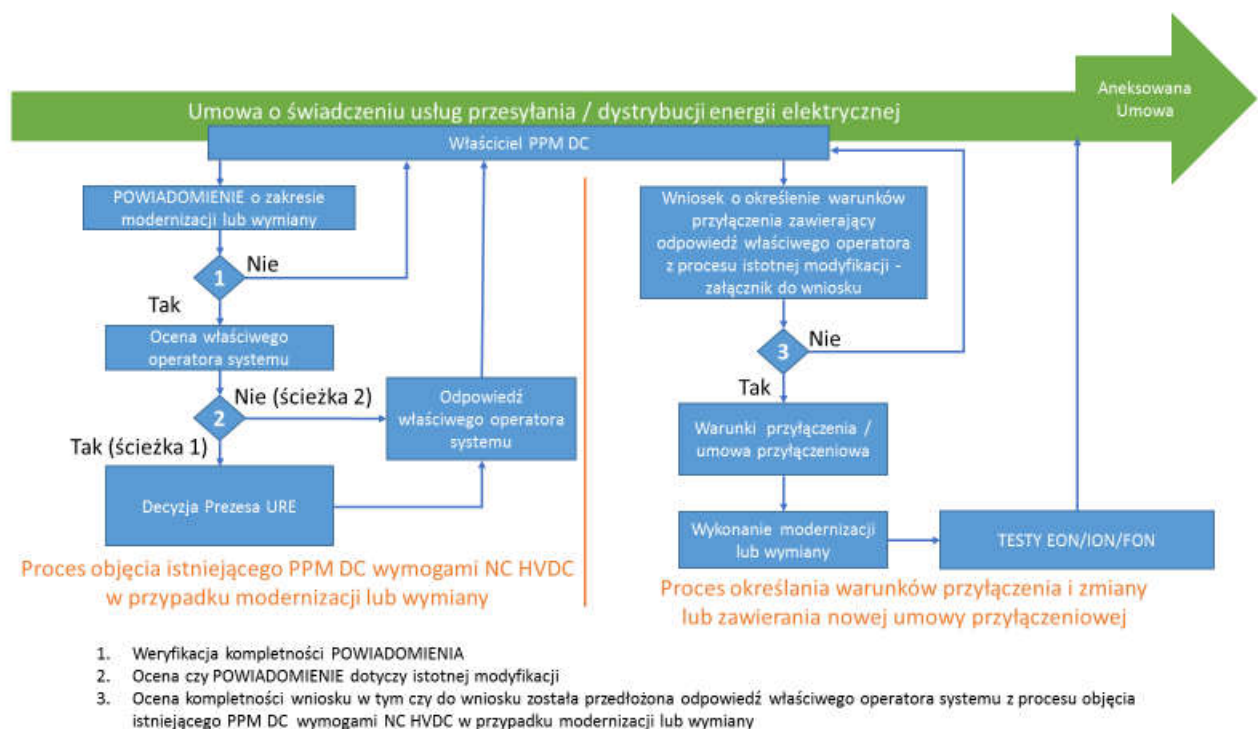 Aneksowana
Umowa
Umowa o świadczeniu usług przesyłania / dystrybucji energii elektrycznej
Właściciel PPM DC
POWIADOMIENIE o zakresie
modernizacji lub wymiany
1
Nie
Tak
Ocena właściwego
operatora systemu
2
Nie (ścieżka 2)
Tak (ścieżka 1)
Odpowiedź
właściwego operatora
systemu
Decyzja Prezesa URE
Proces objęcia istniejącego PPM DC wymogami NC HVDC
w przypadku modernizacji lub wymiany
Wniosek o określenie warunków
przyłączenia zawierający
odpowiedź właściwego operatora
z procesu istotnej modyfikacji -
załącznik do wniosku
3
Nie
Tak
Warunki przyłączenia /
umowa przyłączeniowa
Wykonanie modernizacji
lub wymiany
TESTY EON/ION/FON
Proces określania warunków przyłączenia i zmiany
lub zawierania nowej umowy przyłączeniowej
1. Weryfikacja kompletności POWIADOMIENIA
2. Ocena czy POWIADOMIENIE dotyczy istotnej modyfikacji
3. Ocena kompletności wniosku w tym czy do wniosku została przedłożona odpowiedź właściwego operatora systemu z procesu objęcia
istniejącego PPM DC wymogami NC HVDC w przypadku modernizacji lub wymiany